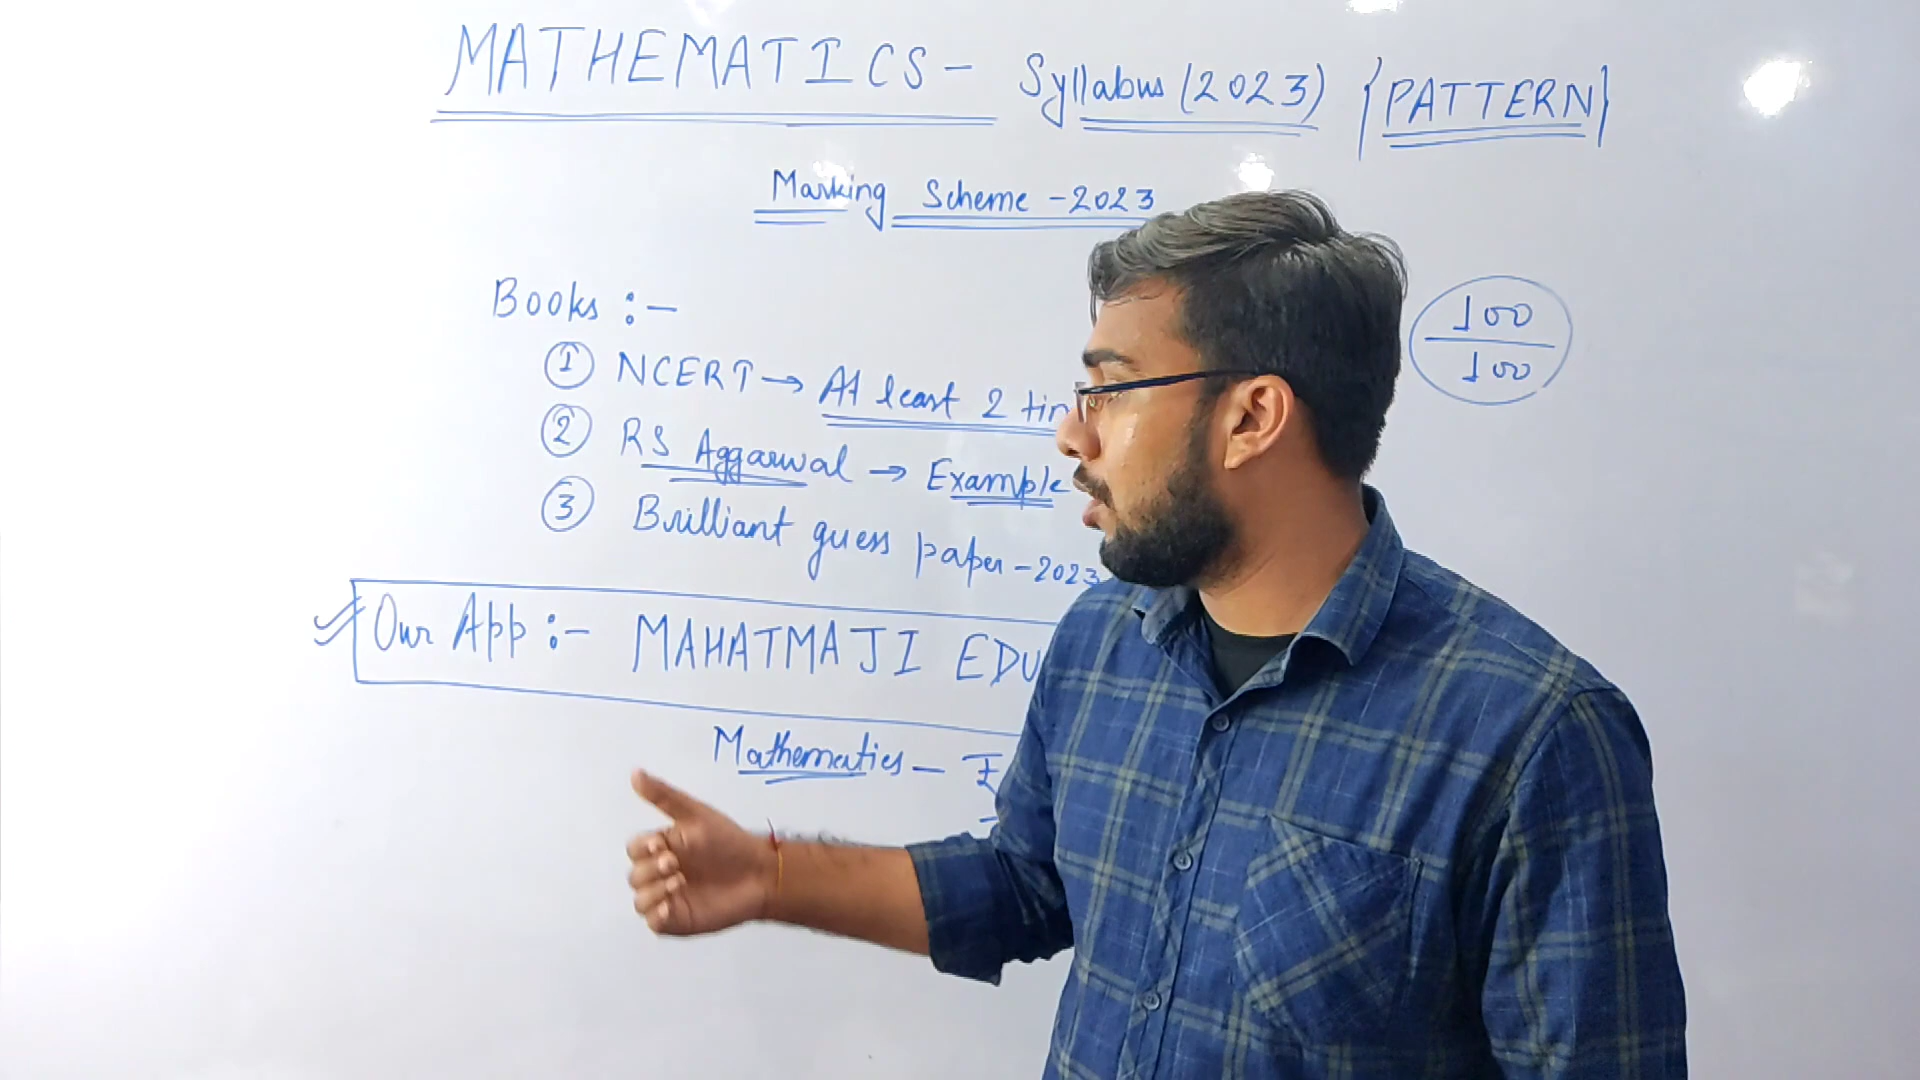 MATHEMATICS - Syllabus (2023) {PATTERN}
Marking Scheme - 2023
Books :-
100
100
① NCERT → At least 2
② RS Aggarwal → Example
③ Brilliant guess paper - 2023
Our App :- MAHATMAJI EDU
Mathematics - ₹